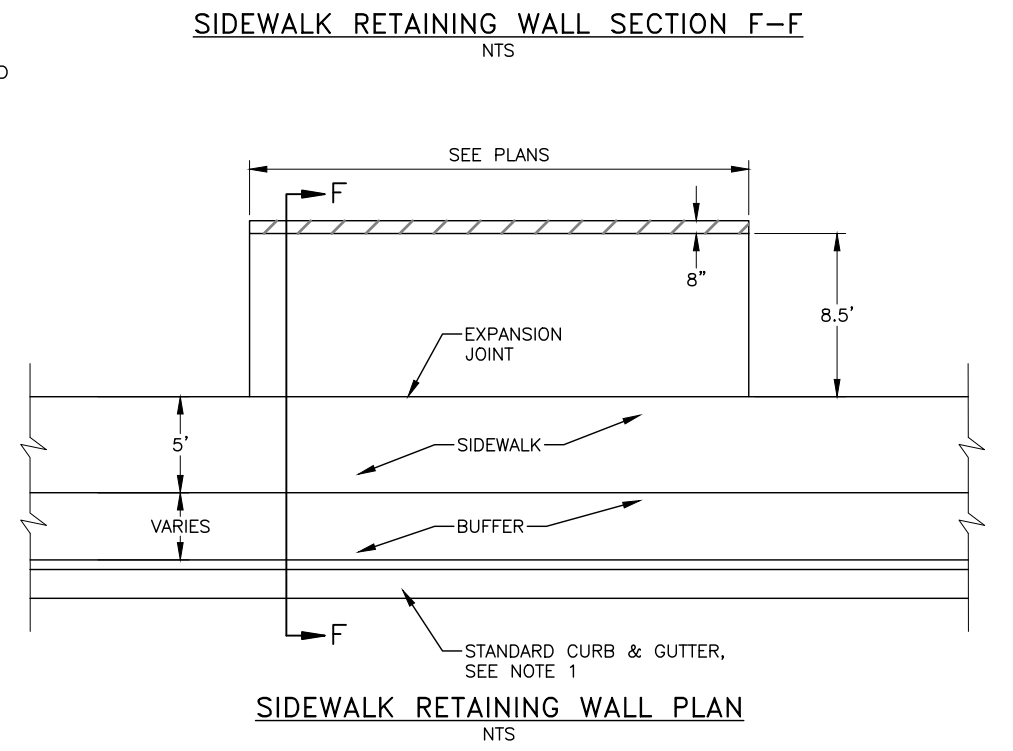 SIDEWALK RETAINING WALL SECTION F-F
NTS
SEE PLANS
F
8"
8.5'
EXPANSION
JOINT
5'
SIDEWALK
VARIES
BUFFER
F
STANDARD CURB & GUTTER,
SEE NOTE 1
SIDEWALK RETAINING WALL PLAN
NTS